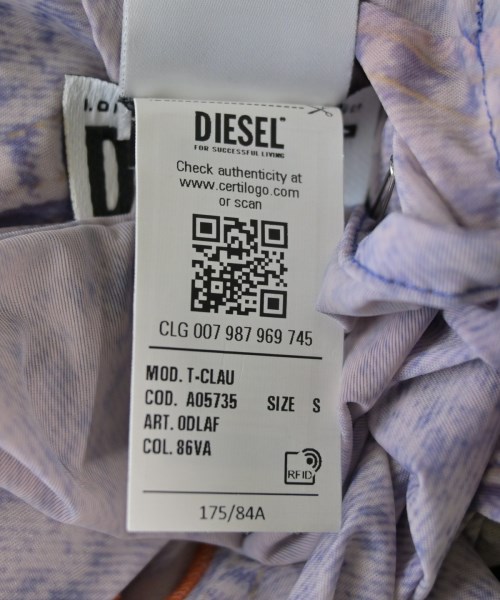 DIESEL
FOR SUCCESSFUL LIVING
Check authenticity at
www.certilogo.com
or scan
CLG 007 987 969 745
MOD. T-CLAU
COD. A05735 SIZE S
ART. 0DLAF
COL. 86VA
RFID
175/84A